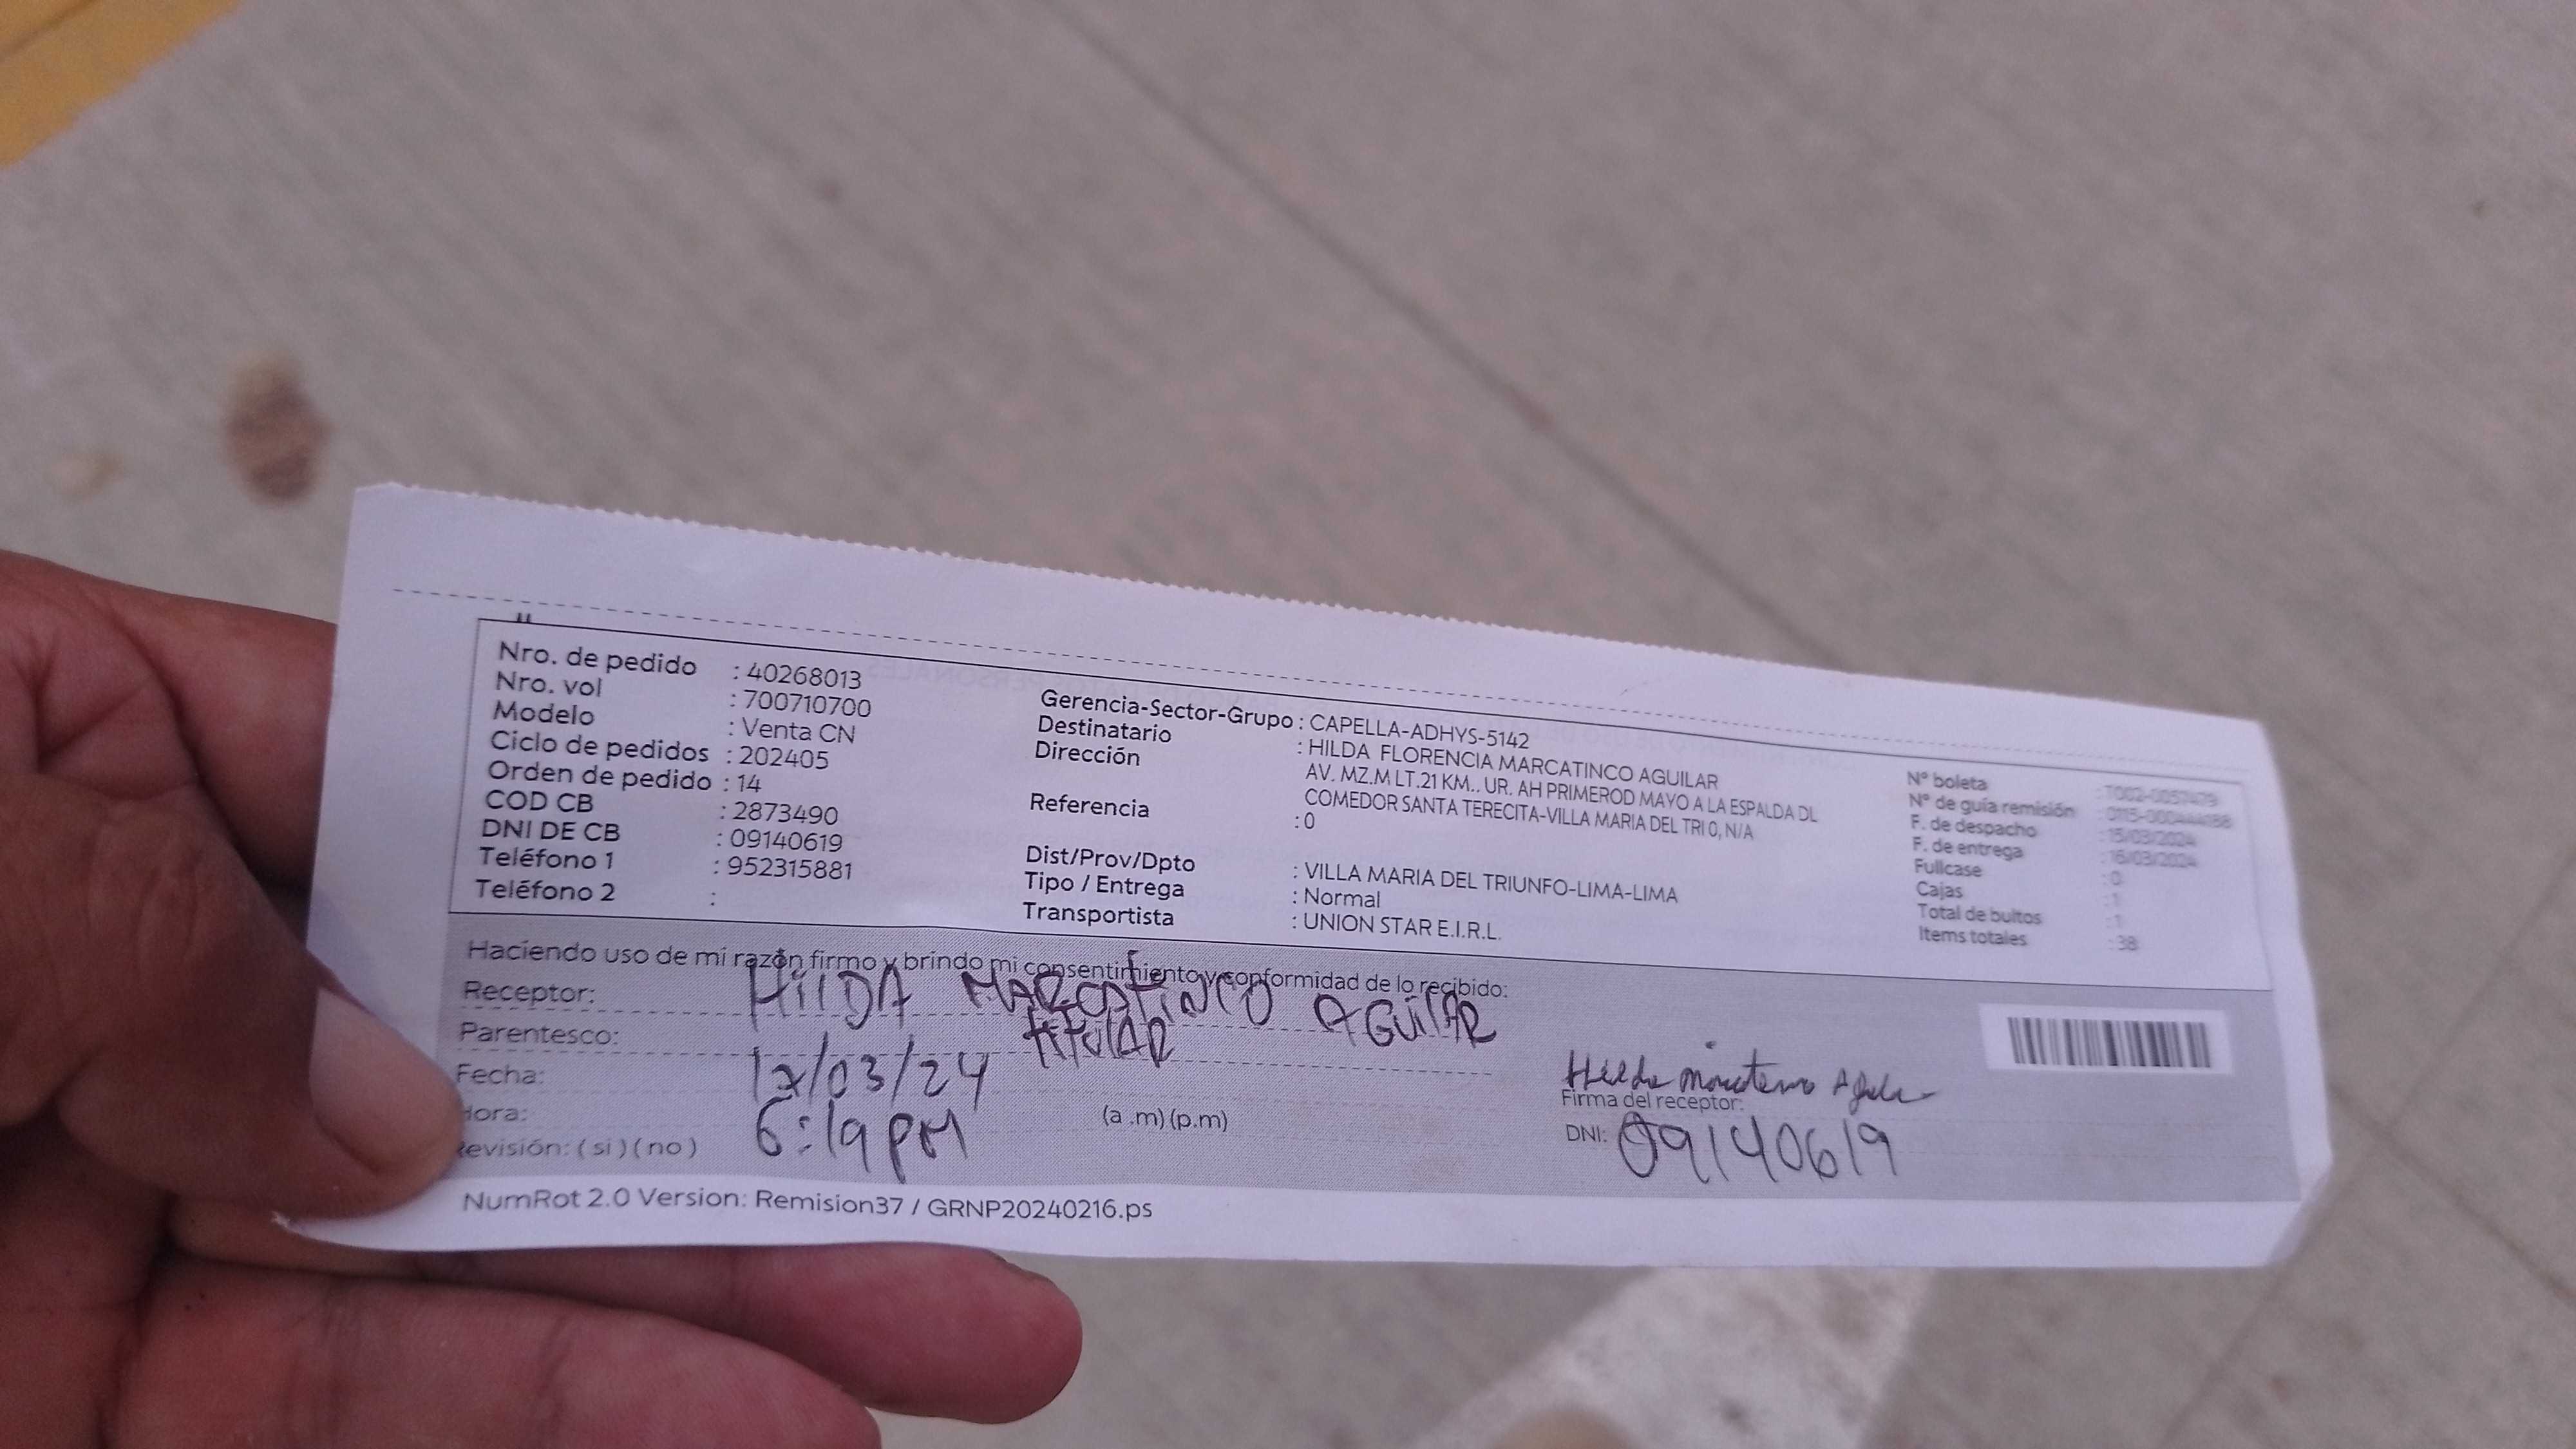 Nro. de pedido : 40268013
Nro. vol : 700710700
Modelo : Venta CN
Ciclo de pedidos : 202405
Orden de pedido : 14
COD CB : 2873490
DNI DE CB : 09140619
Teléfono 1 : 952315881
Teléfono 2 :
Gerencia-Sector-Grupo : CAPELLA-ADHYS-5142
Destinatario : HILDA FLORENCIA MARCATINCO AGUILAR
Dirección AV. MZ.M LT.21 KM.. UR. AH PRIMEROD MAYO A LA ESPALDA DL
COMEDOR SANTA TERECITA-VILLA MARIA DEL TRI 0, N/A
Referencia : 0
Dist/Prov/Dpto : VILLA MARIA DEL TRIUNFO-LIMA-LIMA
Tipo / Entrega : Normal
Transportista : UNION STAR E.I.R.L.
N° boleta
N° de guía remisión
F. de despacho : 15/03/2024
F. de entrega : 16/03/2024
Fullcase : 0
Cajas : 1
Total de bultos : 1
Items totales : 38
Haciendo uso de mi razón firmo y brindo mi consentimiento y conformidad de lo recibido:
Receptor: HILDA MARCATINCO AGUILAR
Parentesco: titulAR
Fecha: 17/03/24
Hora: 6:19 PM (a .m) (p.m)
evisión: ( si ) ( no )
Firma del receptor:
DNI: 09140619
NumRot 2.0 Version: Remision37 / GRNP20240216.ps